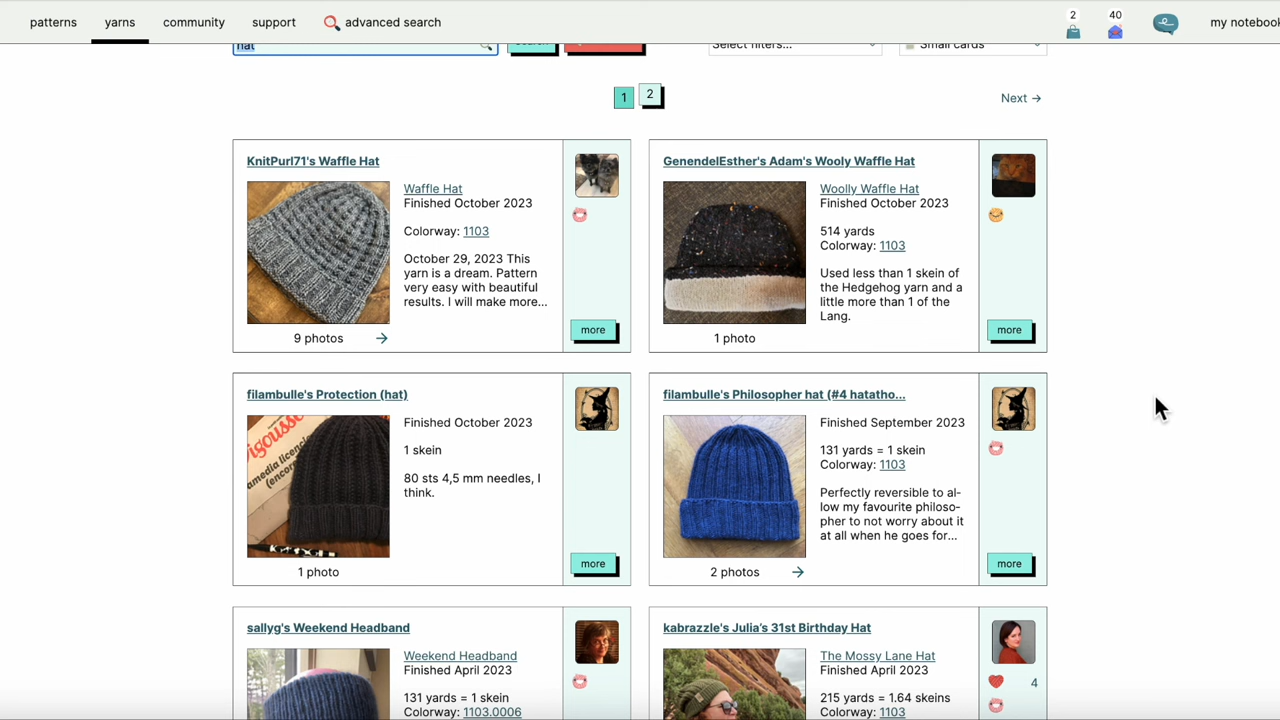 patterns
yarns
community
support
advanced search
2
40
my notebook
hat
search
Select filters...
Small cards
1
2
Next →
KnitPurl71's Waffle Hat
Waffle Hat
Finished October 2023
Colorway: 1103
October 29, 2023 This
yarn is a dream. Pattern
very easy with beautiful
results. I will make more...
9 photos →
more
GenendelEsther's Adam's Wooly Waffle Hat
Woolly Waffle Hat
Finished October 2023
514 yards
Colorway: 1103
Used less than 1 skein of
the Hedgehog yarn and a
little more than 1 of the
Lang.
1 photo
more
filambulle's Protection (hat)
Finished October 2023
1 skein
80 sts 4,5 mm needles, I
think.
1 photo
more
filambulle's Philosopher hat (#4 hatatho...
Finished September 2023
131 yards = 1 skein
Colorway: 1103
Perfectly reversible to al-
low my favourite philoso-
pher to not worry about it
at all when he goes for...
2 photos →
more
sallyg's Weekend Headband
Weekend Headband
Finished April 2023
131 yards = 1 skein
Colorway: 1103.0006
kabrazzle's Julia's 31st Birthday Hat
The Mossy Lane Hat
Finished April 2023
215 yards = 1.64 skeins
Colorway: 1103
4